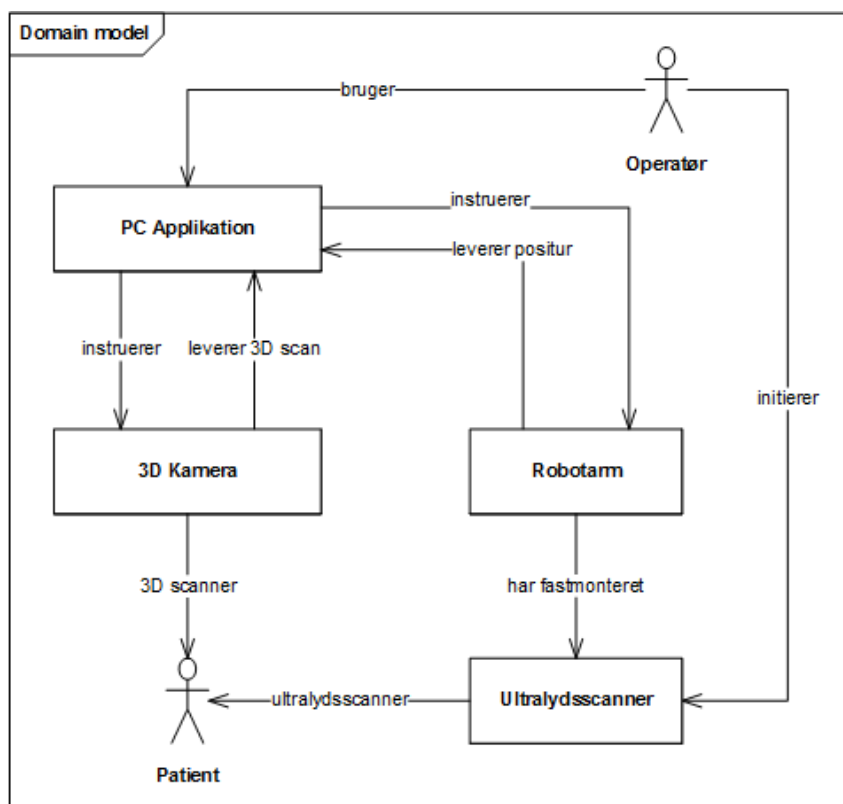 Domain model
bruger
Operatør
PC Applikation
instruerer
leverer positur
instruerer
leverer 3D scan
initierer
3D Kamera
Robotarm
3D scanner
har fastmonteret
ultralydsscanner
Ultralydsscanner
Patient